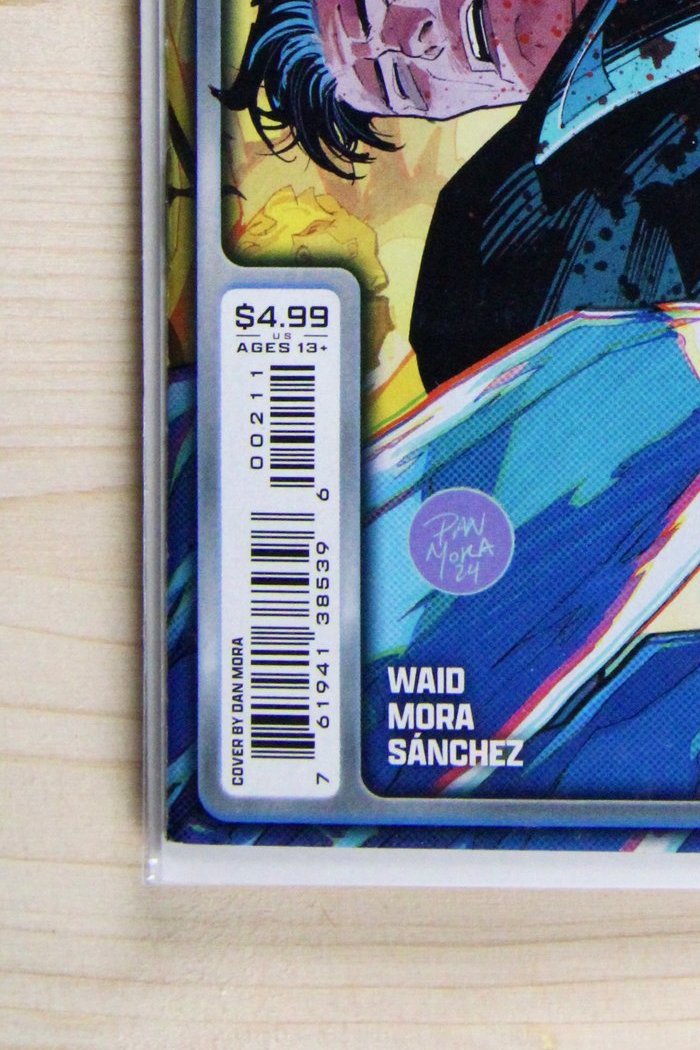 $4.99
US
AGES 13+
00211
7 61941 38539 6
COVER BY DAN MORA
DAN
MORA
24
WAID
MORA
SÁNCHEZ